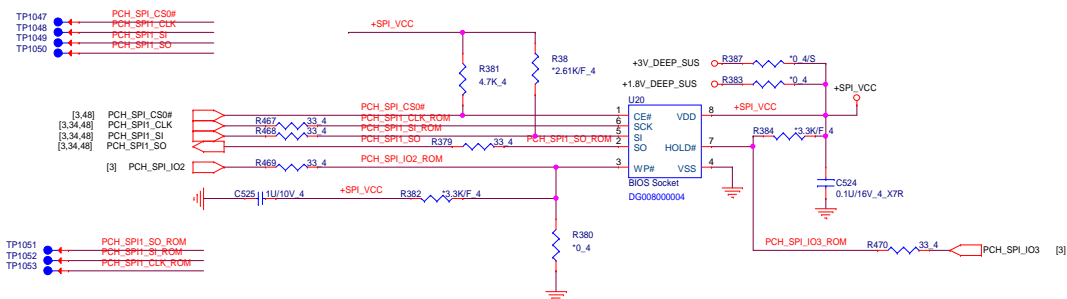 TP1047 PCH_SPI_CS0#
TP1048 PCH_SPI1_CLK
TP1049 PCH_SPI1_SI
TP1050 PCH_SPI1_SO
+SPI_VCC
R381
4.7K_4
R38
*2.61K/F_4
+3V_DEEP_SUS R387 *0_4/S
+1.8V_DEEP_SUS R383 *0_4
+SPI_VCC
U20
+SPI_VCC
[3,48] PCH_SPI_CS0# PCH_SPI_CS0# 1 CE# VDD 8
[3,34,48] PCH_SPI1_CLK R467 33_4 PCH_SPI1_CLK_ROM 6 SCK
[3,34,48] PCH_SPI1_SI R468 33_4 PCH_SPI1_SI_ROM 5 SI
[3,34,48] PCH_SPI1_SO PCH_SPI1_SO R379 33_4 PCH_SPI1_SO_ROM 2 SO HOLD# 7
R384 *3.3K/F_4
[3] PCH_SPI_IO2 R469 33_4 PCH_SPI_IO2_ROM 3 WP# VSS 4
BIOS Socket
DG008000004
C524
0.1U/16V_4_X7R
C525 1U/10V_4 +SPI_VCC R382 *3.3K/F_4
R380
*0_4
PCH_SPI_IO3_ROM R470 33_4 PCH_SPI_IO3 [3]
TP1051 PCH_SPI1_SO_ROM
TP1052 PCH_SPI1_SI_ROM
TP1053 PCH_SPI1_CLK_ROM